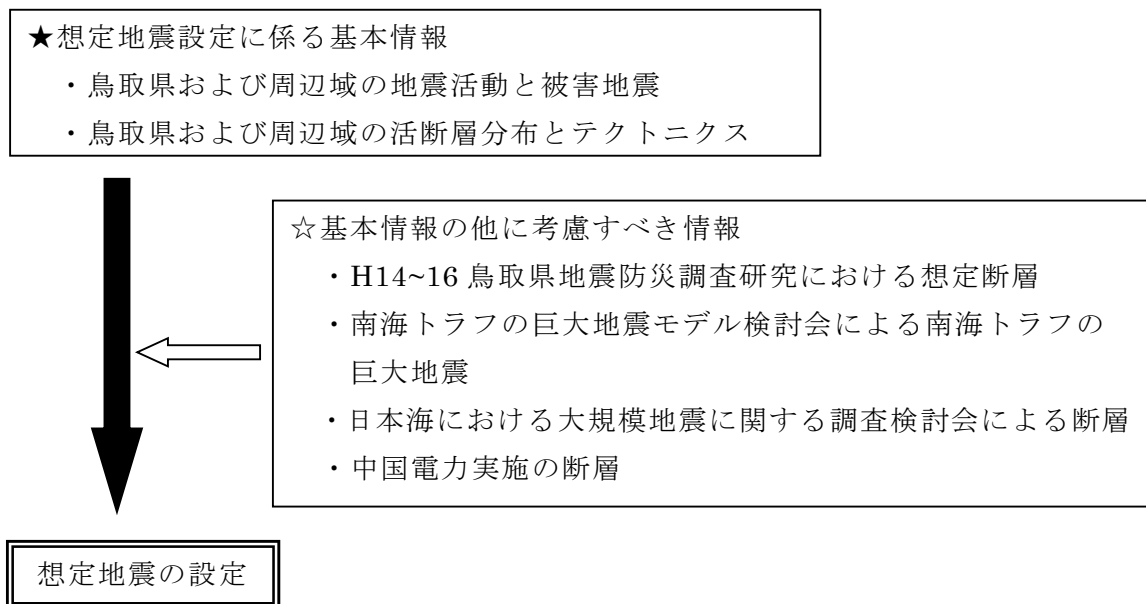 ★想定地震設定に係る基本情報
・鳥取県および周辺域の地震活動と被害地震
・鳥取県および周辺域の活断層分布とテクトニクス
☆基本情報の他に考慮すべき情報
・H14~16 鳥取県地震防災調査研究における想定断層
・南海トラフの巨大地震モデル検討会による南海トラフの
巨大地震
・日本海における大規模地震に関する調査検討会による断層
・中国電力実施の断層
想定地震の設定